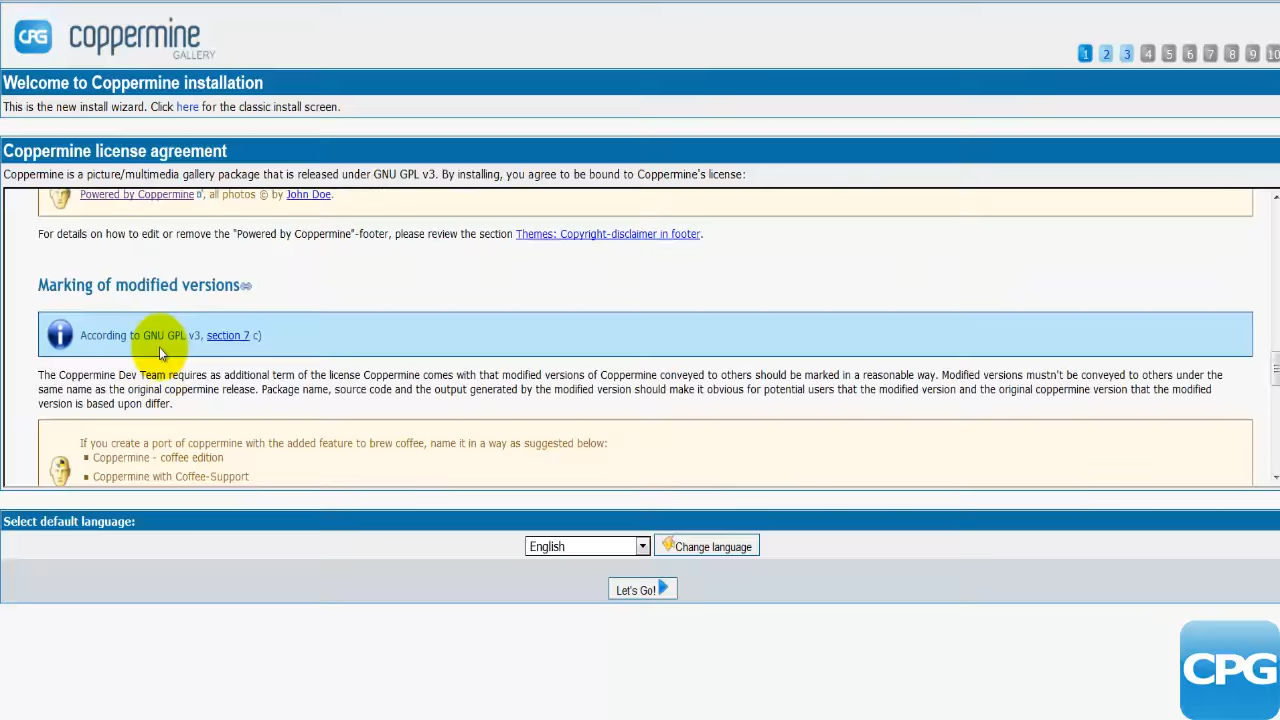 CPG coppermine
GALLERY
1 2 3 4 5 6 7 8 9 10
Welcome to Coppermine installation
This is the new install wizard. Click here for the classic install screen.
Coppermine license agreement
Coppermine is a picture/multimedia gallery package that is released under GNU GPL v3. By installing, you agree to be bound to Coppermine's license:
Powered by Coppermine, all photos © by John Doe.
For details on how to edit or remove the "Powered by Coppermine"-footer, please review the section Themes: Copyright-disclaimer in footer.
Marking of modified versions
According to GNU GPL v3, section 7 c)
The Coppermine Dev Team requires as additional term of the license Coppermine comes with that modified versions of Coppermine conveyed to others should be marked in a reasonable way. Modified versions mustn't be conveyed to others under the
same name as the original coppermine release. Package name, source code and the output generated by the modified version should make it obvious for potential users that the modified version and the original coppermine version that the modified
version is based upon differ.
If you create a port of coppermine with the added feature to brew coffee, name it in a way as suggested below:
▪ Coppermine - coffee edition
▪ Coppermine with Coffee-Support
Select default language:
English Change language
Let's Go!
CPG